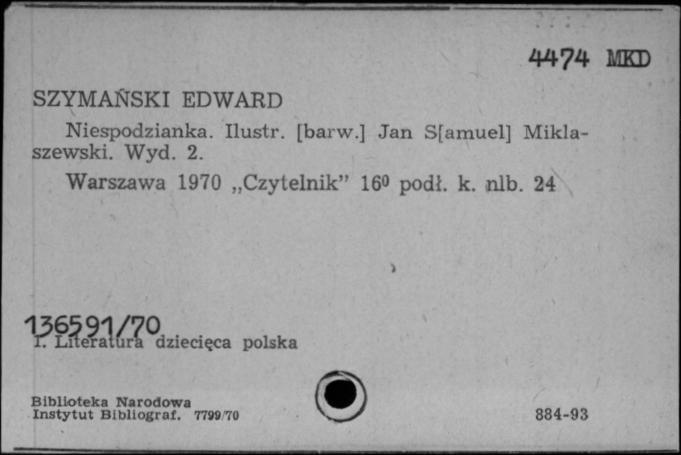 4474 MKD
SZYMAŃSKI EDWARD
Niespodzianka. Ilustr. [barw.] Jan S[amuel] Mikla-
szewski. Wyd. 2.
Warszawa 1970 „Czytelnik” 16⁰ podł. k. nlb. 24
136591/70
1. Literatura dziecięca polska
Biblioteka Narodowa
Instytut Bibliograf. 7799/70
884-93